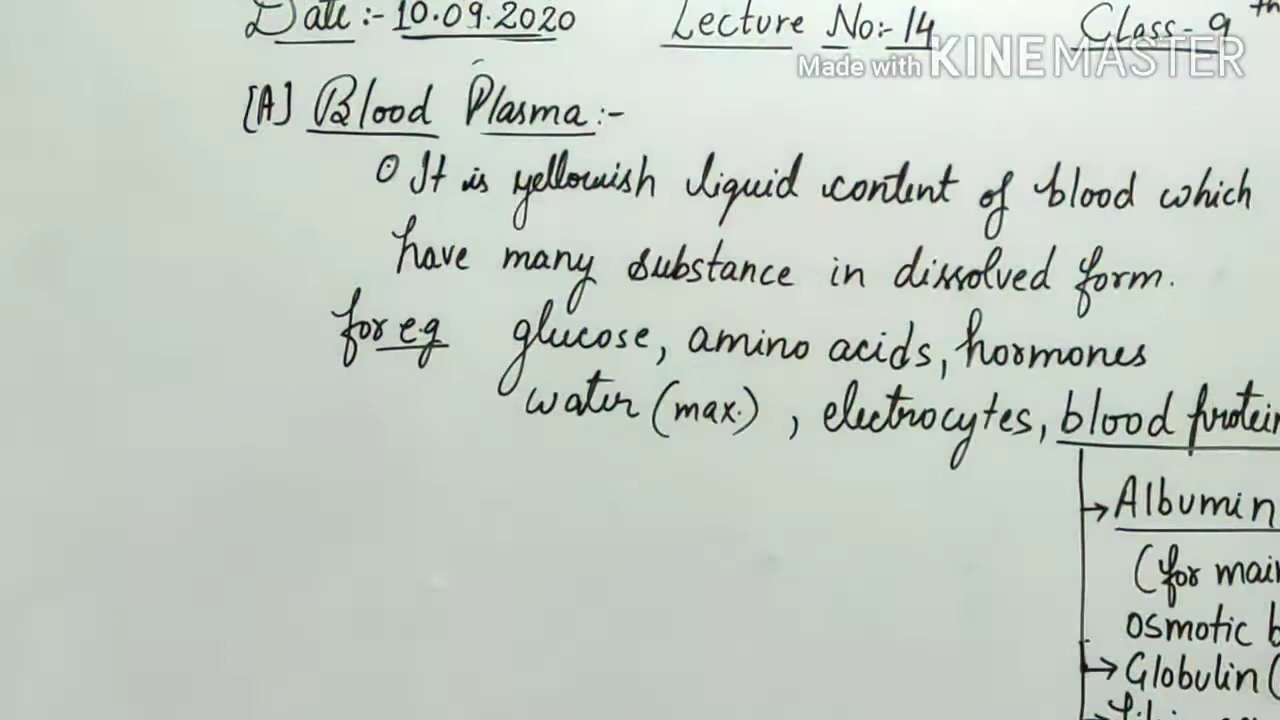 Date :- 10.09.2020 Lecture No:- 14 Class- 9th
Made with KINEMASTER
[A] Blood Plasma :-
⊙ It is yellowish liquid content of blood which
have many substance in dissolved form.
for e.g glucose, amino acids, hormones
water (max.) , electrocytes, blood protein
→ Albumin
(for main
osmotic b
→ Globulin (